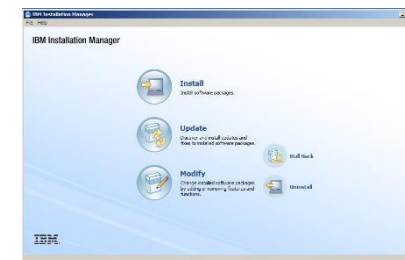 IBM Installation Manager
File Help
IBM Installation Manager
Install
Install software packages.
Update
Discover and install updates and
fixes to installed software packages.
Roll Back
Modify
Change installed software packages
by adding or removing features and
functions.
Uninstall
IBM